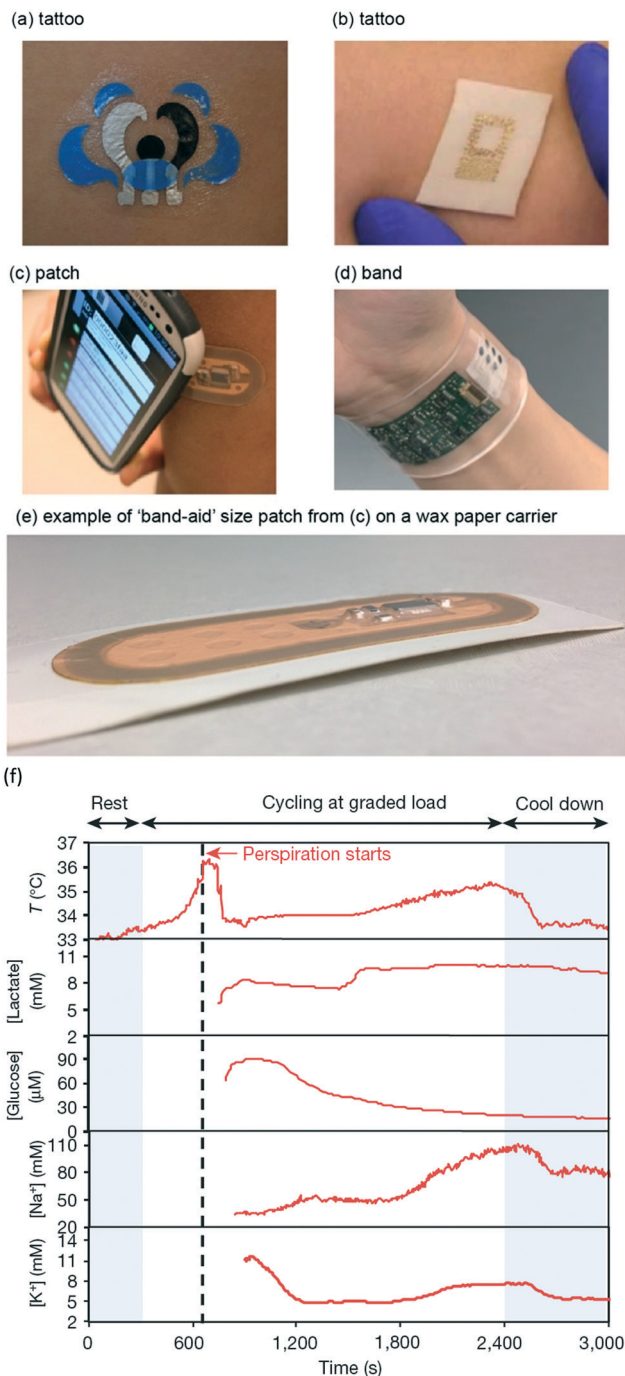 (a) tattoo
(b) tattoo
(c) patch
(d) band
(e) example of 'band-aid' size patch from (c) on a wax paper carrier
(f)
Rest
Cycling at graded load
Cool down
Perspiration starts
T (°C)
37
36
35
34
33
[Lactate]
(mM)
11
8
5
2
[Glucose]
(μM)
90
60
30
0
[Na⁺] (mM)
110
80
50
20
[K⁺] (mM)
14
11
8
5
2
0
600
1,200
1,800
2,400
3,000
Time (s)